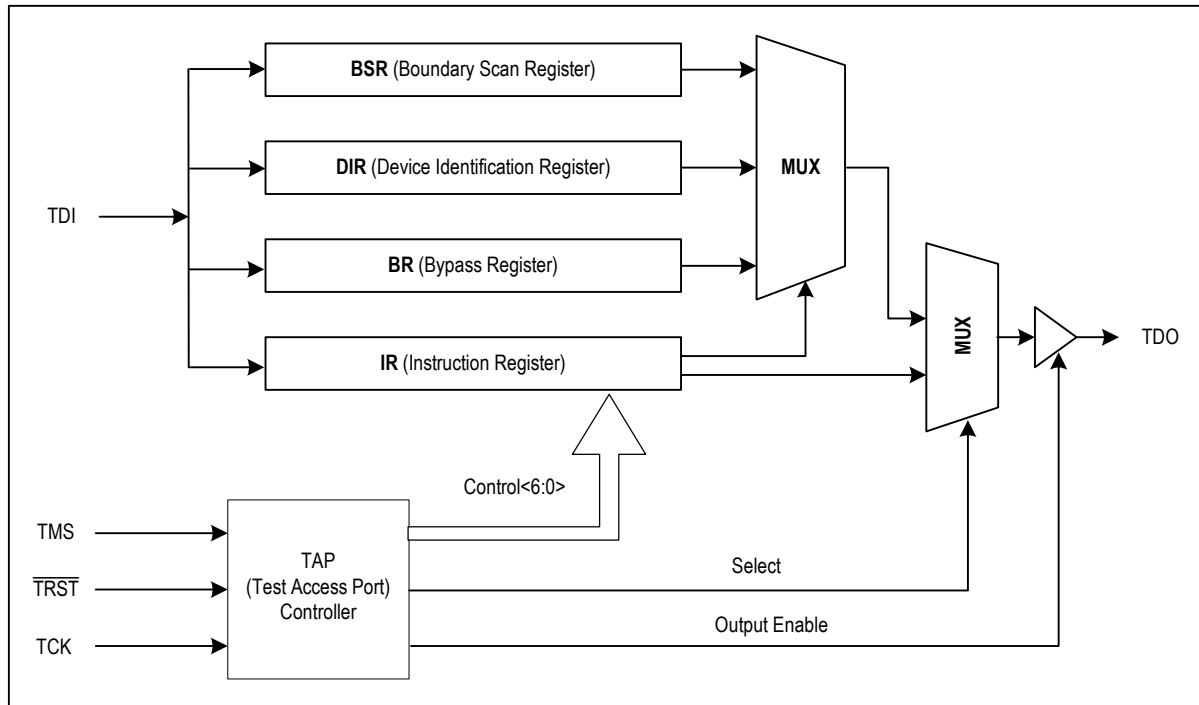 BSR (Boundary Scan Register)
DIR (Device Identification Register)
MUX
TDI
BR (Bypass Register)
MUX
TDO
IR (Instruction Register)
Control<6:0>
TMS
TAP
(Test Access Port)
Controller
T̅R̅S̅T̅
Select
TCK
Output Enable